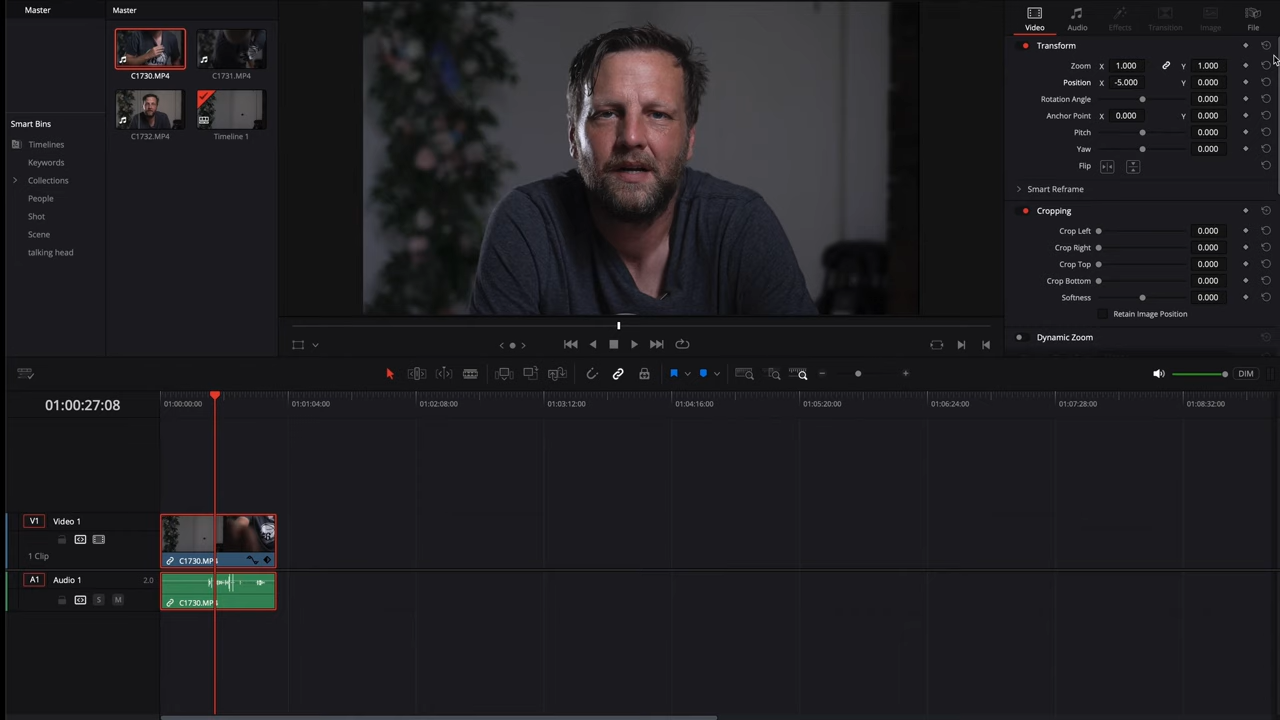 Master
Master
Video
Audio
Effects
Transition
Image
File
C1730.MP4
C1731.MP4
C1732.MP4
Timeline 1
Smart Bins
Timelines
Keywords
Collections
People
Shot
Scene
talking head
Transform
Zoom X 1.000 Y 1.000
Position X -5.000 Y 0.000
Rotation Angle 0.000
Anchor Point X 0.000 Y 0.000
Pitch 0.000
Yaw 0.000
Flip
Smart Reframe
Cropping
Crop Left 0.000
Crop Right 0.000
Crop Top 0.000
Crop Bottom 0.000
Softness 0.000
Retain Image Position
Dynamic Zoom
DIM
01:00:27:08
01:00:00:00
01:01:04:00
01:02:08:00
01:03:12:00
01:04:16:00
01:05:20:00
01:06:24:00
01:07:28:00
01:08:32:00
V1 Video 1
1 Clip
C1730.MP4
A1 Audio 1 2.0
S M
C1730.MP4